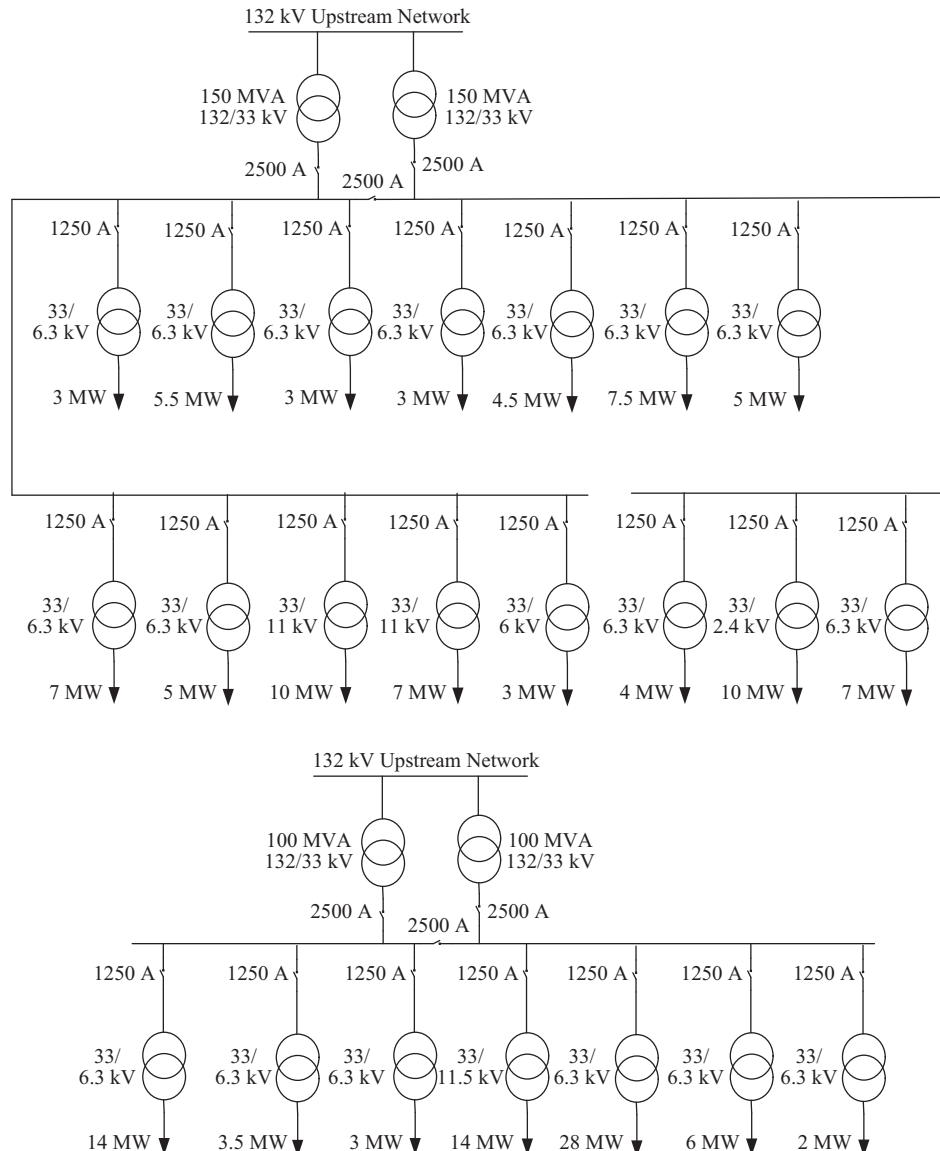 132 kV Upstream Network
150 MVA
132/33 kV
150 MVA
132/33 kV
2500 A
2500 A
2500 A
1250 A
1250 A
1250 A
1250 A
1250 A
1250 A
1250 A
33/
6.3 kV
33/
6.3 kV
33/
6.3 kV
33/
6.3 kV
33/
6.3 kV
33/
6.3 kV
33/
6.3 kV
3 MW
5.5 MW
3 MW
3 MW
4.5 MW
7.5 MW
5 MW
1250 A
1250 A
1250 A
1250 A
1250 A
1250 A
1250 A
1250 A
33/
6.3 kV
33/
6.3 kV
33/
11 kV
33/
11 kV
33/
6 kV
33/
6.3 kV
33/
2.4 kV
33/
6.3 kV
7 MW
5 MW
10 MW
7 MW
3 MW
4 MW
10 MW
7 MW
132 kV Upstream Network
100 MVA
132/33 kV
100 MVA
132/33 kV
2500 A
2500 A
2500 A
1250 A
1250 A
1250 A
1250 A
1250 A
1250 A
1250 A
33/
6.3 kV
33/
6.3 kV
33/
6.3 kV
33/
11.5 kV
33/
6.3 kV
33/
6.3 kV
33/
6.3 kV
14 MW
3.5 MW
3 MW
14 MW
28 MW
6 MW
2 MW